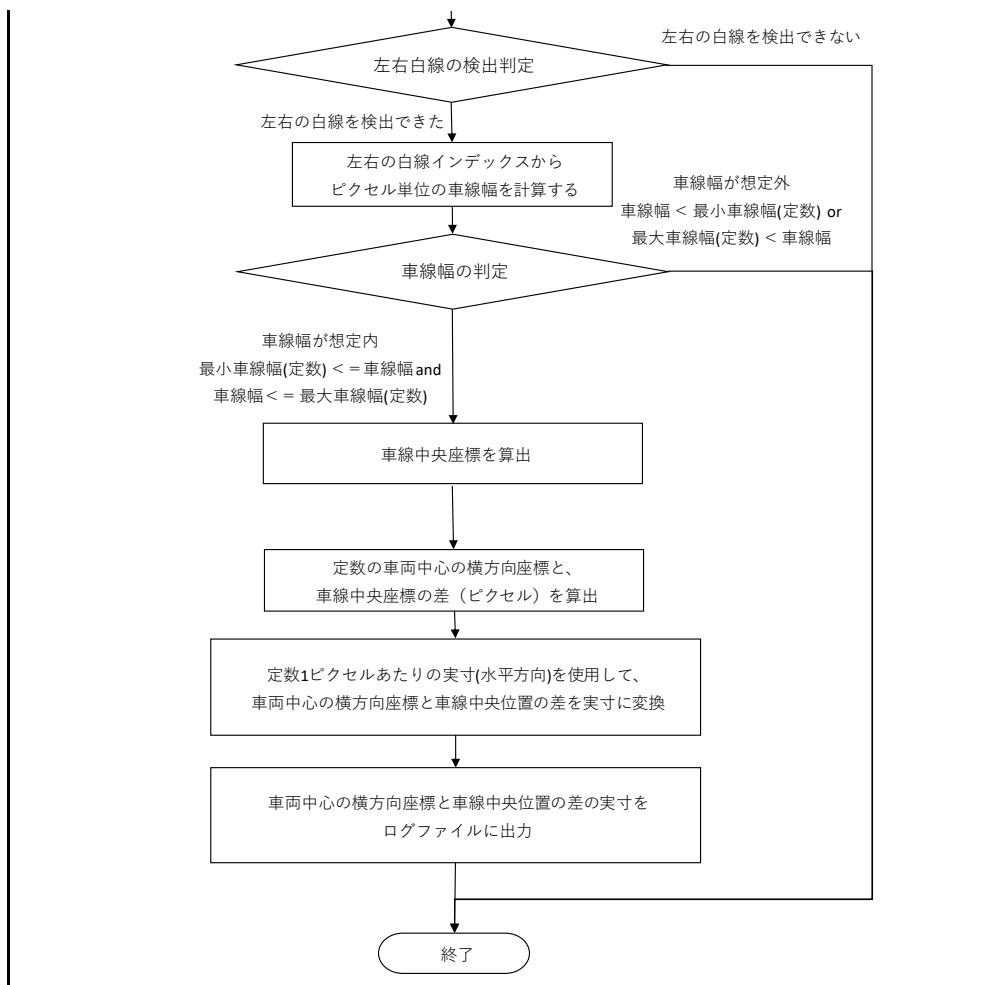 左右の白線を検出できない
左右白線の検出判定
左右の白線を検出できた
左右の白線インデックスから
ピクセル単位の車線幅を計算する
車線幅が想定外
車線幅 < 最小車線幅(定数) or
最大車線幅(定数) < 車線幅
車線幅の判定
車線幅が想定内
最小車線幅(定数) < = 車線幅 and
車線幅 < = 最大車線幅(定数)
車線中央座標を算出
定数の車両中心の横方向座標と、
車線中央座標の差（ピクセル）を算出
定数1ピクセルあたりの実寸(水平方向)を使用して、
車両中心の横方向座標と車線中央位置の差を実寸に変換
車両中心の横方向座標と車線中央位置の差の実寸を
ログファイルに出力
終了